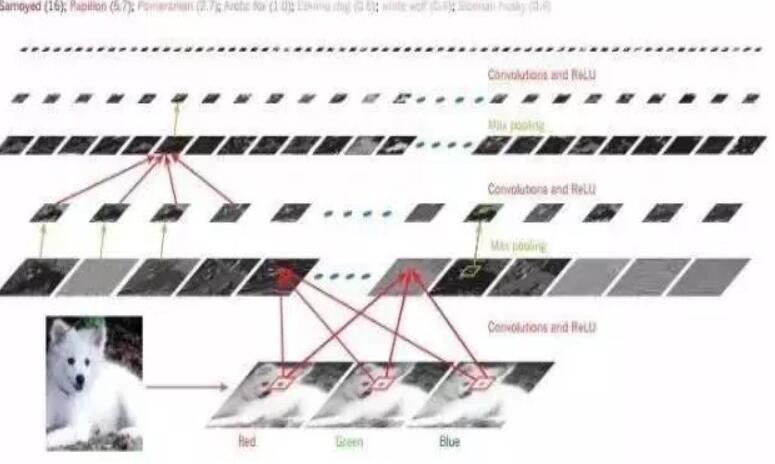 Samoyed (16); Papillon (5.7); Pomeranian (2.7); Arctic fox (1.0); Eskimo dog (0.6); white wolf (0.4); Siberian husky (0.4)
Convolutions and ReLU
Max pooling
Convolutions and ReLU
Max pooling
Convolutions and ReLU
Red Green Blue